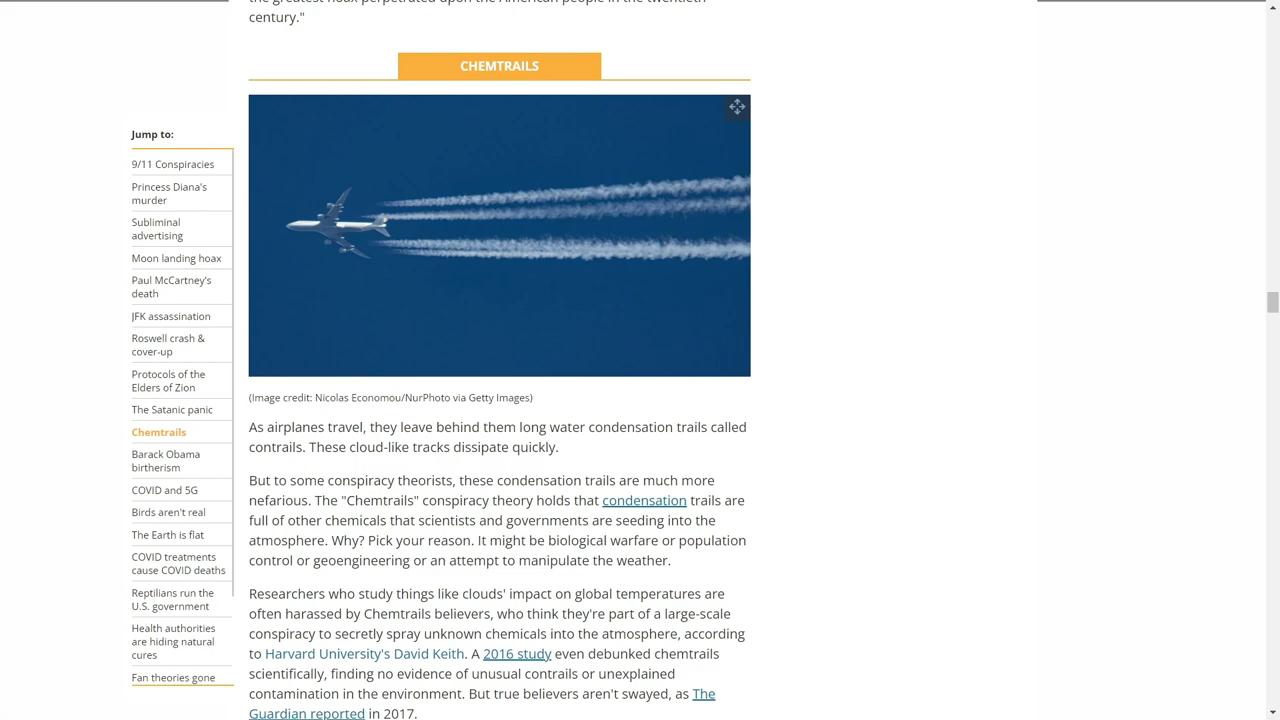 the greatest hoax perpetrated upon the American people in the twentieth
century."
CHEMTRAILS
Jump to:
9/11 Conspiracies
Princess Diana's
murder
Subliminal
advertising
Moon landing hoax
Paul McCartney's
death
JFK assassination
Roswell crash &
cover-up
Protocols of the
Elders of Zion
The Satanic panic
Chemtrails
Barack Obama
birtherism
COVID and 5G
Birds aren't real
The Earth is flat
COVID treatments
cause COVID deaths
Reptilians run the
U.S. government
Health authorities
are hiding natural
cures
Fan theories gone
(Image credit: Nicolas Economou/NurPhoto via Getty Images)
As airplanes travel, they leave behind them long water condensation trails called
contrails. These cloud-like tracks dissipate quickly.
But to some conspiracy theorists, these condensation trails are much more
nefarious. The "Chemtrails" conspiracy theory holds that condensation trails are
full of other chemicals that scientists and governments are seeding into the
atmosphere. Why? Pick your reason. It might be biological warfare or population
control or geoengineering or an attempt to manipulate the weather.
Researchers who study things like clouds' impact on global temperatures are
often harassed by Chemtrails believers, who think they're part of a large-scale
conspiracy to secretly spray unknown chemicals into the atmosphere, according
to Harvard University's David Keith. A 2016 study even debunked chemtrails
scientifically, finding no evidence of unusual contrails or unexplained
contamination in the environment. But true believers aren't swayed, as The
Guardian reported in 2017.